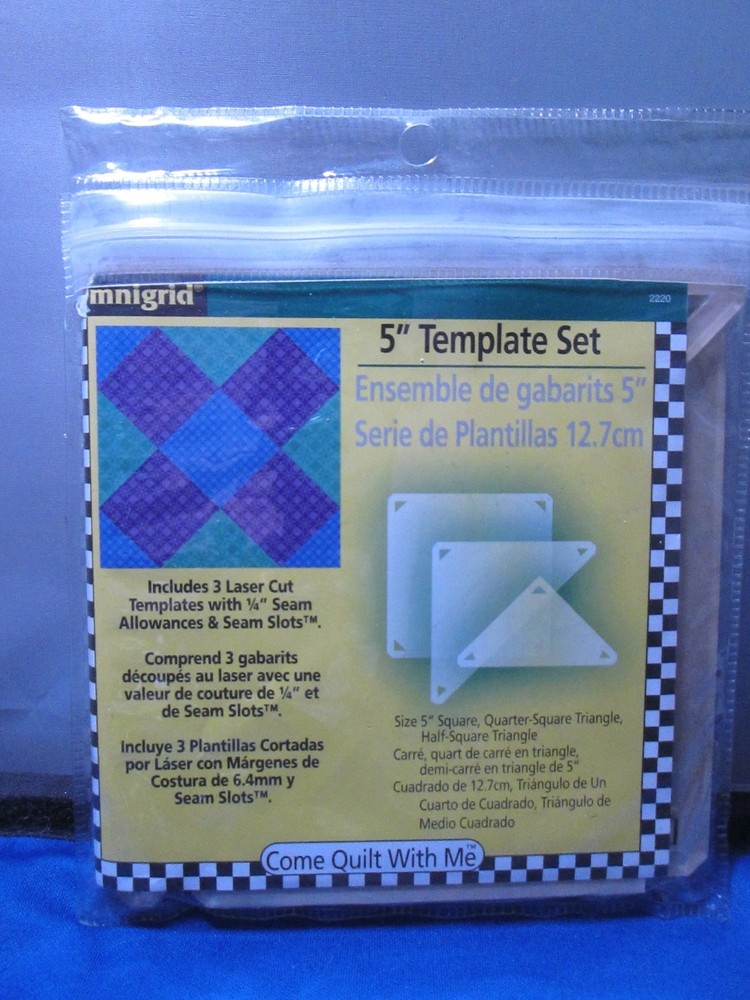 mnigrid®
2220
5" Template Set
Ensemble de gabarits 5"
Serie de Plantillas 12.7cm
Includes 3 Laser Cut
Templates with ¼" Seam
Allowances & Seam Slots™.
Comprend 3 gabarits
découpés au laser avec une
valeur de couture de ¼" et
de Seam Slots™.
Incluye 3 Plantillas Cortadas
por Láser con Márgenes de
Costura de 6.4mm y
Seam Slots™.
Size 5" Square, Quarter-Square Triangle,
Half-Square Triangle
Carré, quart de carré en triangle,
demi-carré en triangle de 5"
Cuadrado de 12.7cm, Triángulo de Un
Cuarto de Cuadrado, Triángulo de
Medio Cuadrado
Come Quilt With Me™